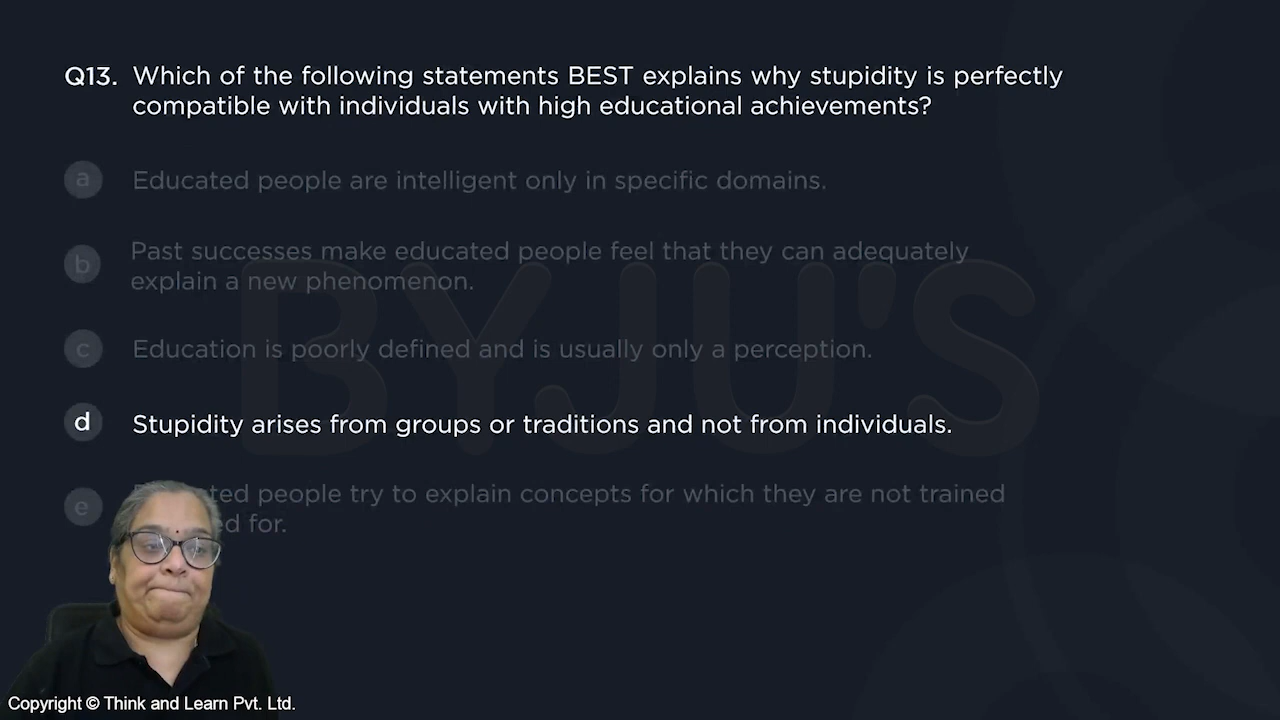 Q13. Which of the following statements BEST explains why stupidity is perfectly
compatible with individuals with high educational achievements?
a Educated people are intelligent only in specific domains.
b Past successes make educated people feel that they can adequately
explain a new phenomenon.
BYJU'S
c Education is poorly defined and is usually only a perception.
d Stupidity arises from groups or traditions and not from individuals.
e people try to explain concepts for which they are not trained
for.
Copyright © Think and Learn Pvt. Ltd.